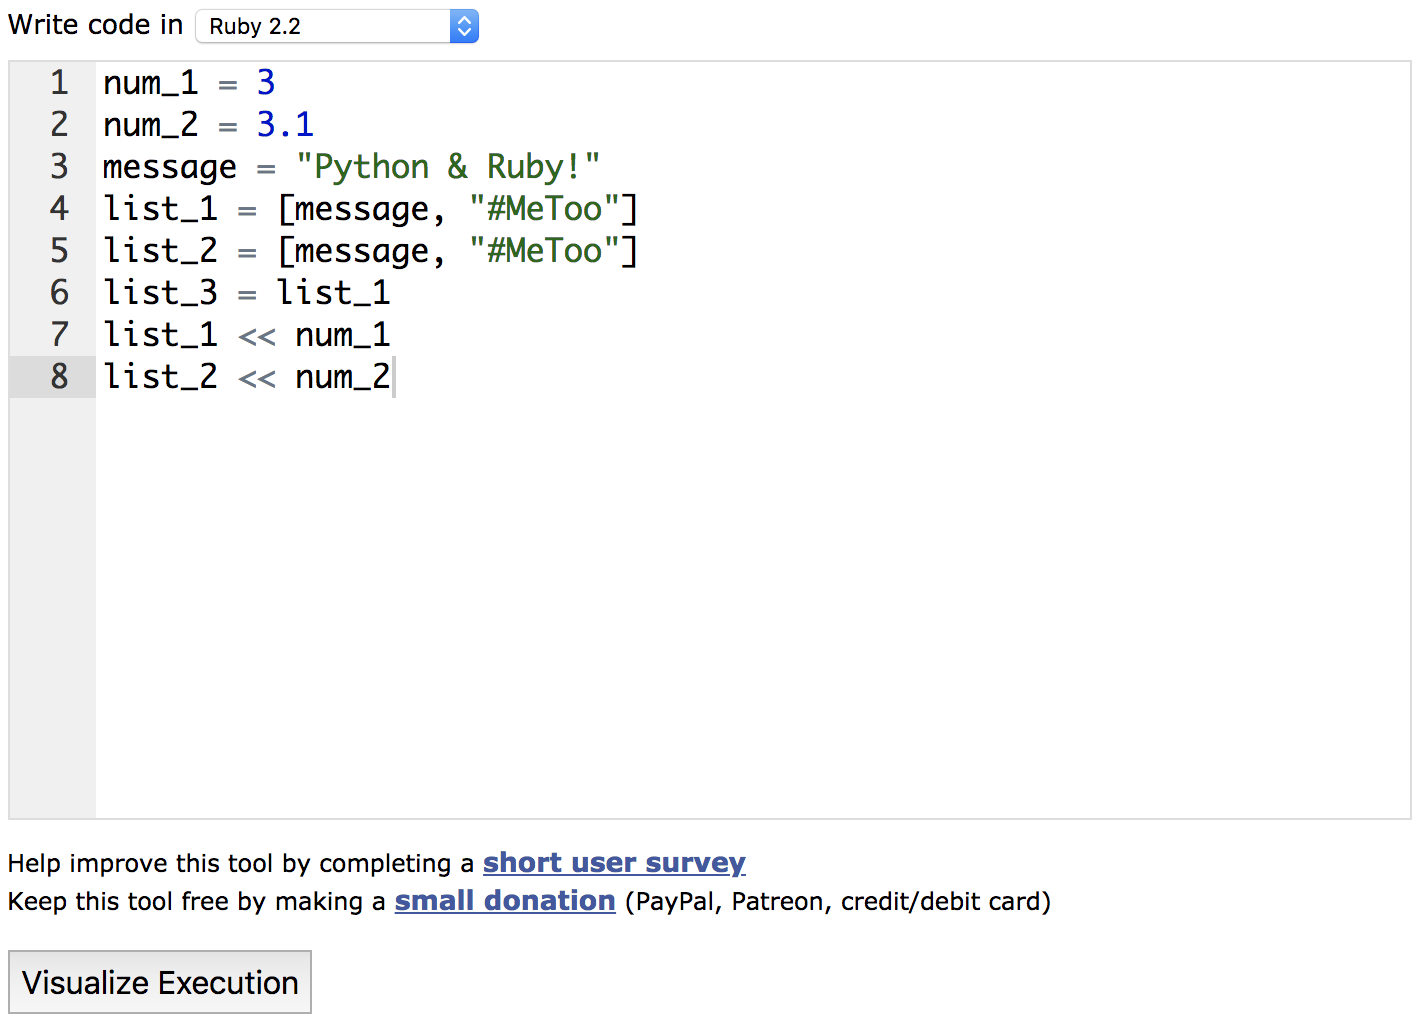 Write code in Ruby 2.2
1 num_1 = 3
2 num_2 = 3.1
3 message = "Python & Ruby!"
4 list_1 = [message, "#MeToo"]
5 list_2 = [message, "#MeToo"]
6 list_3 = list_1
7 list_1 << num_1
8 list_2 << num_2
Help improve this tool by completing a short user survey
Keep this tool free by making a small donation (PayPal, Patreon, credit/debit card)
Visualize Execution